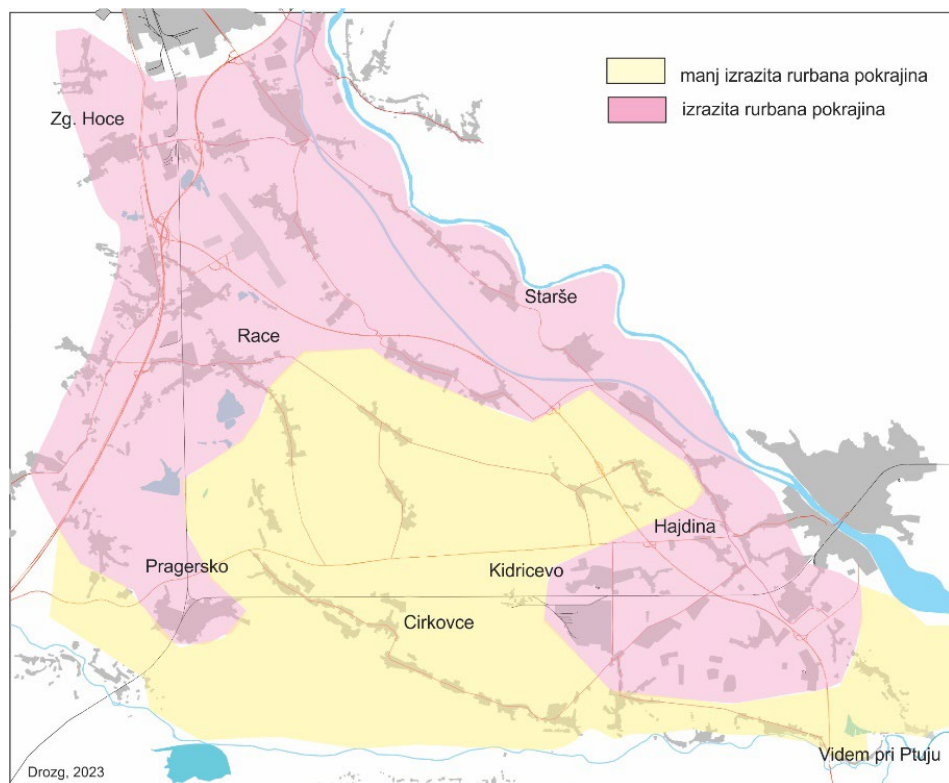 manj izrazita rurbana pokrajina
izrazita rurbana pokrajina
Zg. Hoce
Starše
Race
Hajdina
Pragersko
Kidricevo
Cirkovce
Videm pri Ptuju
Drozg, 2023